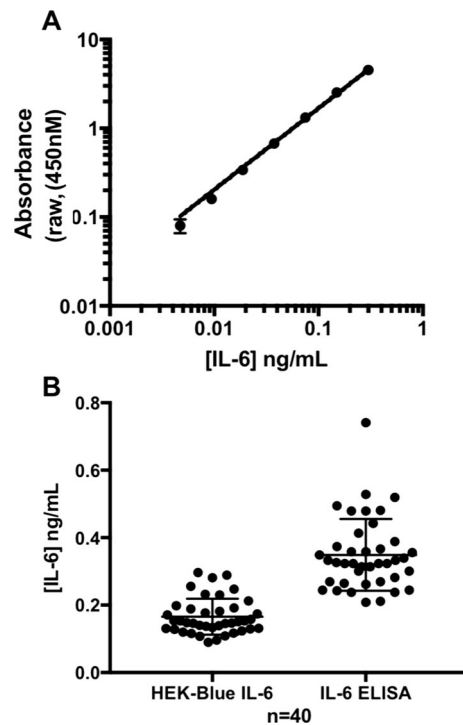 A
10
1
0.1
0.01
Absorbance
(raw, (450nM)
0.001 0.01 0.1 1
[IL-6] ng/mL
B
0.8
0.6
0.4
0.2
0.0
[IL-6] ng/mL
HEK-Blue IL-6 IL-6 ELISA
n=40